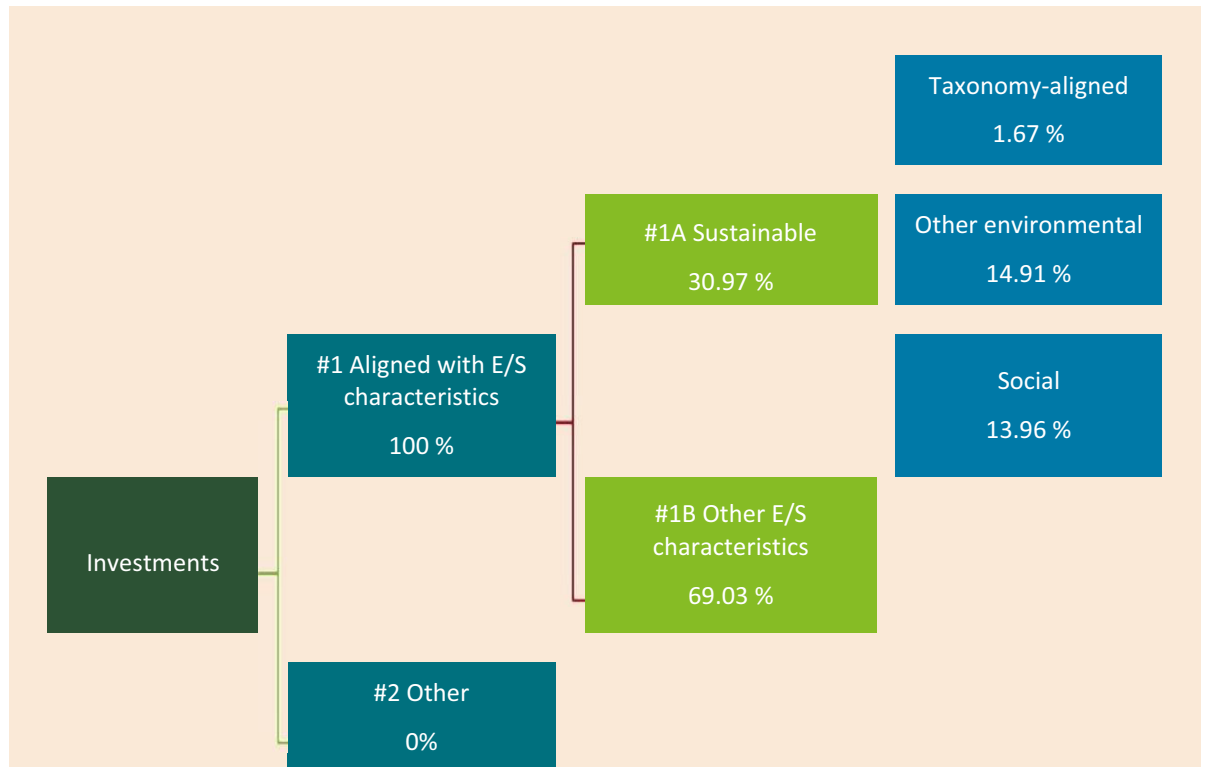 Taxonomy-aligned
1.67 %
#1A Sustainable
30.97 %
Other environmental
14.91 %
#1 Aligned with E/S
characteristics
100 %
Social
13.96 %
Investments
#1B Other E/S
characteristics
69.03 %
#2 Other
0%